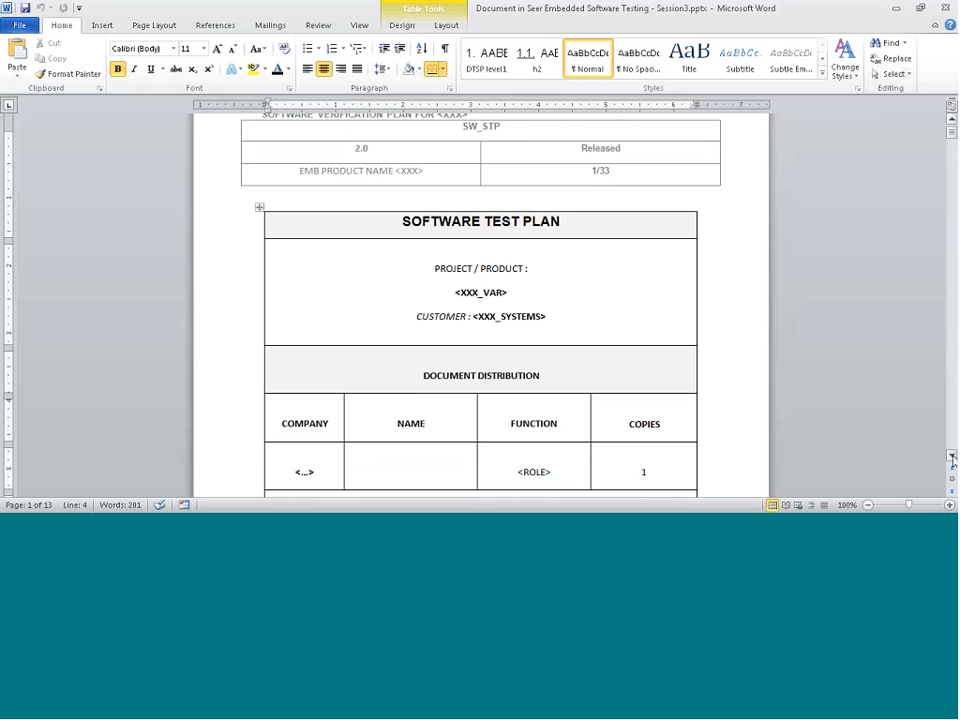 Table Tools
Document in Seer Embedded Software Testing - Session3.pptx - Microsoft Word
File Home Insert Page Layout References Mailings Review View Design Layout
Paste
Cut
Copy
Format Painter
Clipboard
Calibri (Body) 11
Font
Paragraph
1. AABE
DTSP level1
1.1. AAE
h2
AaBbCcDc
¶ Normal
AaBbCcDc
¶ No Spaci...
AaB
Title
AaBbCc.
Subtitle
AaBbCcDc
Subtle Em...
Change
Styles
Styles
Find
Replace
Select
Editing
SOFTWARE VERIFICATION PLAN FOR <XXX>
SW_STP
2.0 Released
EMB PRODUCT NAME <XXX> 1/33
SOFTWARE TEST PLAN
PROJECT / PRODUCT :
<XXX_VAR>
CUSTOMER : <XXX_SYSTEMS>
DOCUMENT DISTRIBUTION
COMPANY NAME FUNCTION COPIES
<...> <ROLE> 1
Page: 1 of 13 Line: 4 Words: 201 100%